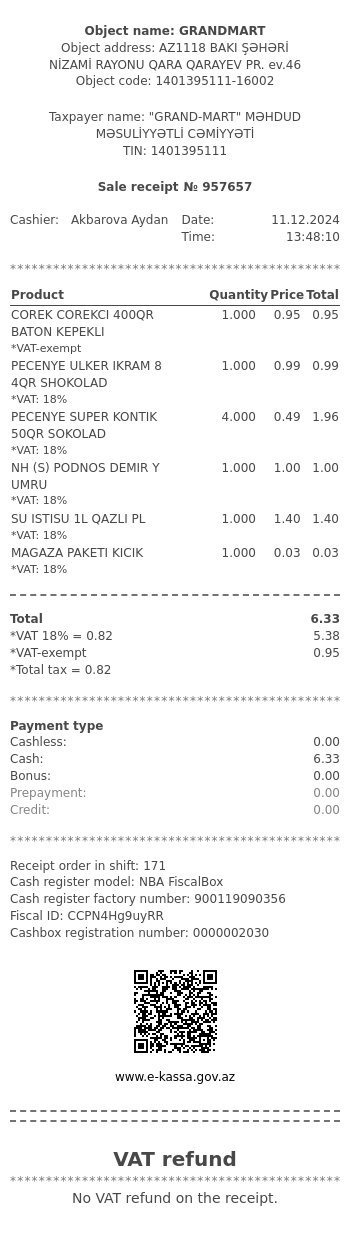 Object name: GRANDMART
Object address: AZ1118 BAKI ŞƏHƏRİ
NİZAMİ RAYONU QARA QARAYEV PR. ev.46
Object code: 1401395111-16002
Taxpayer name: "GRAND-MART" MƏHDUD
MƏSULİYYƏTLİ CƏMİYYƏTİ
TIN: 1401395111
Sale receipt № 957657
Cashier: Akbarova Aydan Date: 11.12.2024
Time: 13:48:10
********************************************
Product Quantity Price Total
COREK COREKCI 400QR 1.000 0.95 0.95
BATON KEPEKLI
*VAT-exempt
PECENYE ULKER IKRAM 8 1.000 0.99 0.99
4QR SHOKOLAD
*VAT: 18%
PECENYE SUPER KONTIK 4.000 0.49 1.96
50QR SOKOLAD
*VAT: 18%
NH (S) PODNOS DEMIR Y 1.000 1.00 1.00
UMRU
*VAT: 18%
SU ISTISU 1L QAZLI PL 1.000 1.40 1.40
*VAT: 18%
MAGAZA PAKETI KICIK 1.000 0.03 0.03
*VAT: 18%
Total 6.33
*VAT 18% = 0.82 5.38
*VAT-exempt 0.95
*Total tax = 0.82
********************************************
Payment type
Cashless: 0.00
Cash: 6.33
Bonus: 0.00
Prepayment: 0.00
Credit: 0.00
********************************************
Receipt order in shift: 171
Cash register model: NBA FiscalBox
Cash register factory number: 900119090356
Fiscal ID: CCPN4Hg9uyRR
Cashbox registration number: 0000002030
www.e-kassa.gov.az
VAT refund
********************************************
No VAT refund on the receipt.